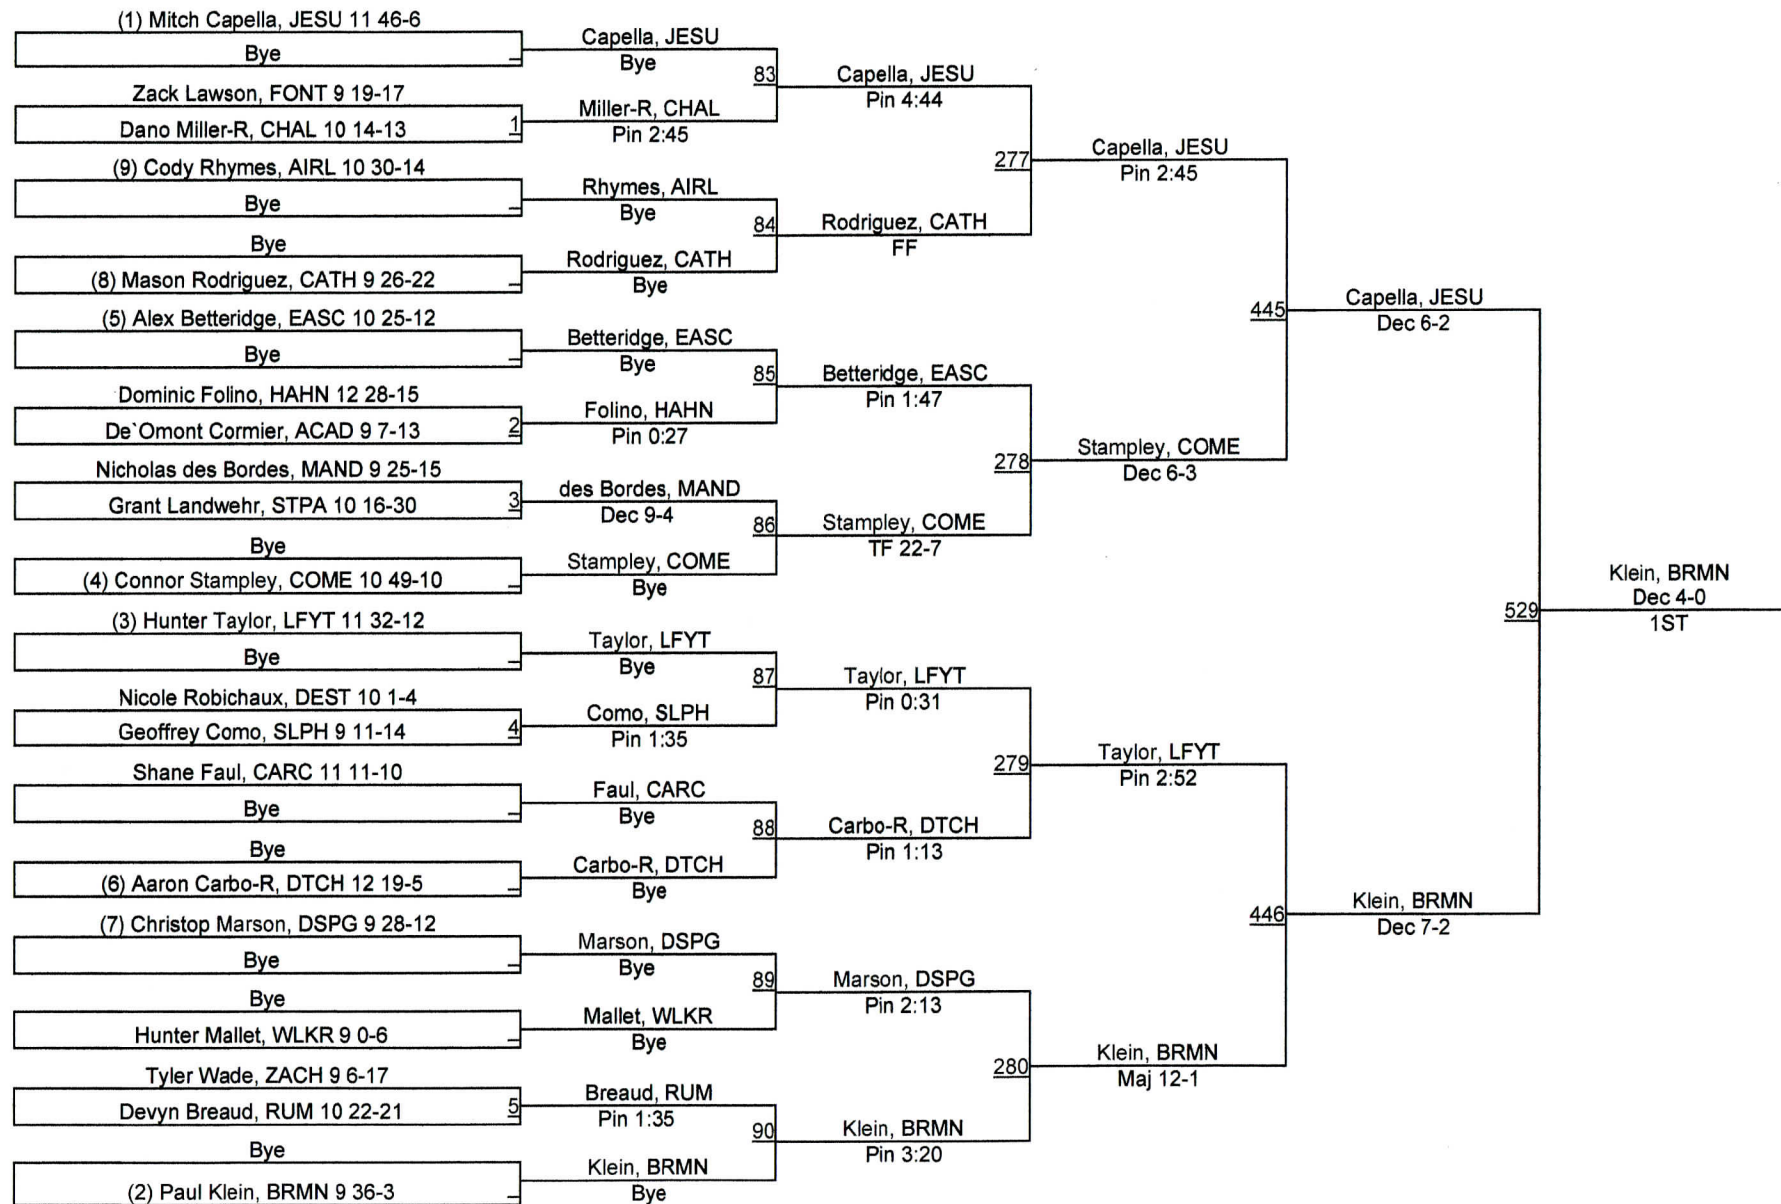 (1) Mitch Capella, JESU 11 46-6
Bye
Zack Lawson, FONT 9 19-17
Dano Miller-R, CHAL 10 14-13
1
(9) Cody Rhymes, AIRL 10 30-14
Bye
Bye
(8) Mason Rodriguez, CATH 9 26-22
(5) Alex Betteridge, EASC 10 25-12
Bye
Dominic Folino, HAHN 12 28-15
De`Omont Cormier, ACAD 9 7-13
2
Nicholas des Bordes, MAND 9 25-15
Grant Landwehr, STPA 10 16-30
3
Bye
(4) Connor Stampley, COME 10 49-10
(3) Hunter Taylor, LFYT 11 32-12
Bye
Nicole Robichaux, DEST 10 1-4
Geoffrey Como, SLPH 9 11-14
4
Shane Faul, CARC 11 11-10
Bye
Bye
(6) Aaron Carbo-R, DTCH 12 19-5
(7) Christop Marson, DSPG 9 28-12
Bye
Bye
Hunter Mallet, WLKR 9 0-6
Tyler Wade, ZACH 9 6-17
Devyn Breaud, RUM 10 22-21
5
Bye
(2) Paul Klein, BRMN 9 36-3
Capella, JESU
Bye
83
Miller-R, CHAL
Pin 2:45
Rhymes, AIRL
Bye
84
Rodriguez, CATH
Bye
Betteridge, EASC
Bye
85
Folino, HAHN
Pin 0:27
des Bordes, MAND
Dec 9-4
86
Stampley, COME
Bye
Taylor, LFYT
Bye
87
Como, SLPH
Pin 1:35
Faul, CARC
Bye
88
Carbo-R, DTCH
Bye
Marson, DSPG
Bye
89
Mallet, WLKR
Bye
Breaud, RUM
Pin 1:35
90
Klein, BRMN
Bye
Capella, JESU
Pin 4:44
277
Rodriguez, CATH
FF
Betteridge, EASC
Pin 1:47
278
Stampley, COME
TF 22-7
Taylor, LFYT
Pin 0:31
279
Carbo-R, DTCH
Pin 1:13
Marson, DSPG
Pin 2:13
280
Klein, BRMN
Pin 3:20
Capella, JESU
Pin 2:45
445
Stampley, COME
Dec 6-3
Taylor, LFYT
Pin 2:52
446
Klein, BRMN
Maj 12-1
Capella, JESU
Dec 6-2
529
Klein, BRMN
Dec 7-2
Klein, BRMN
Dec 4-0
1ST